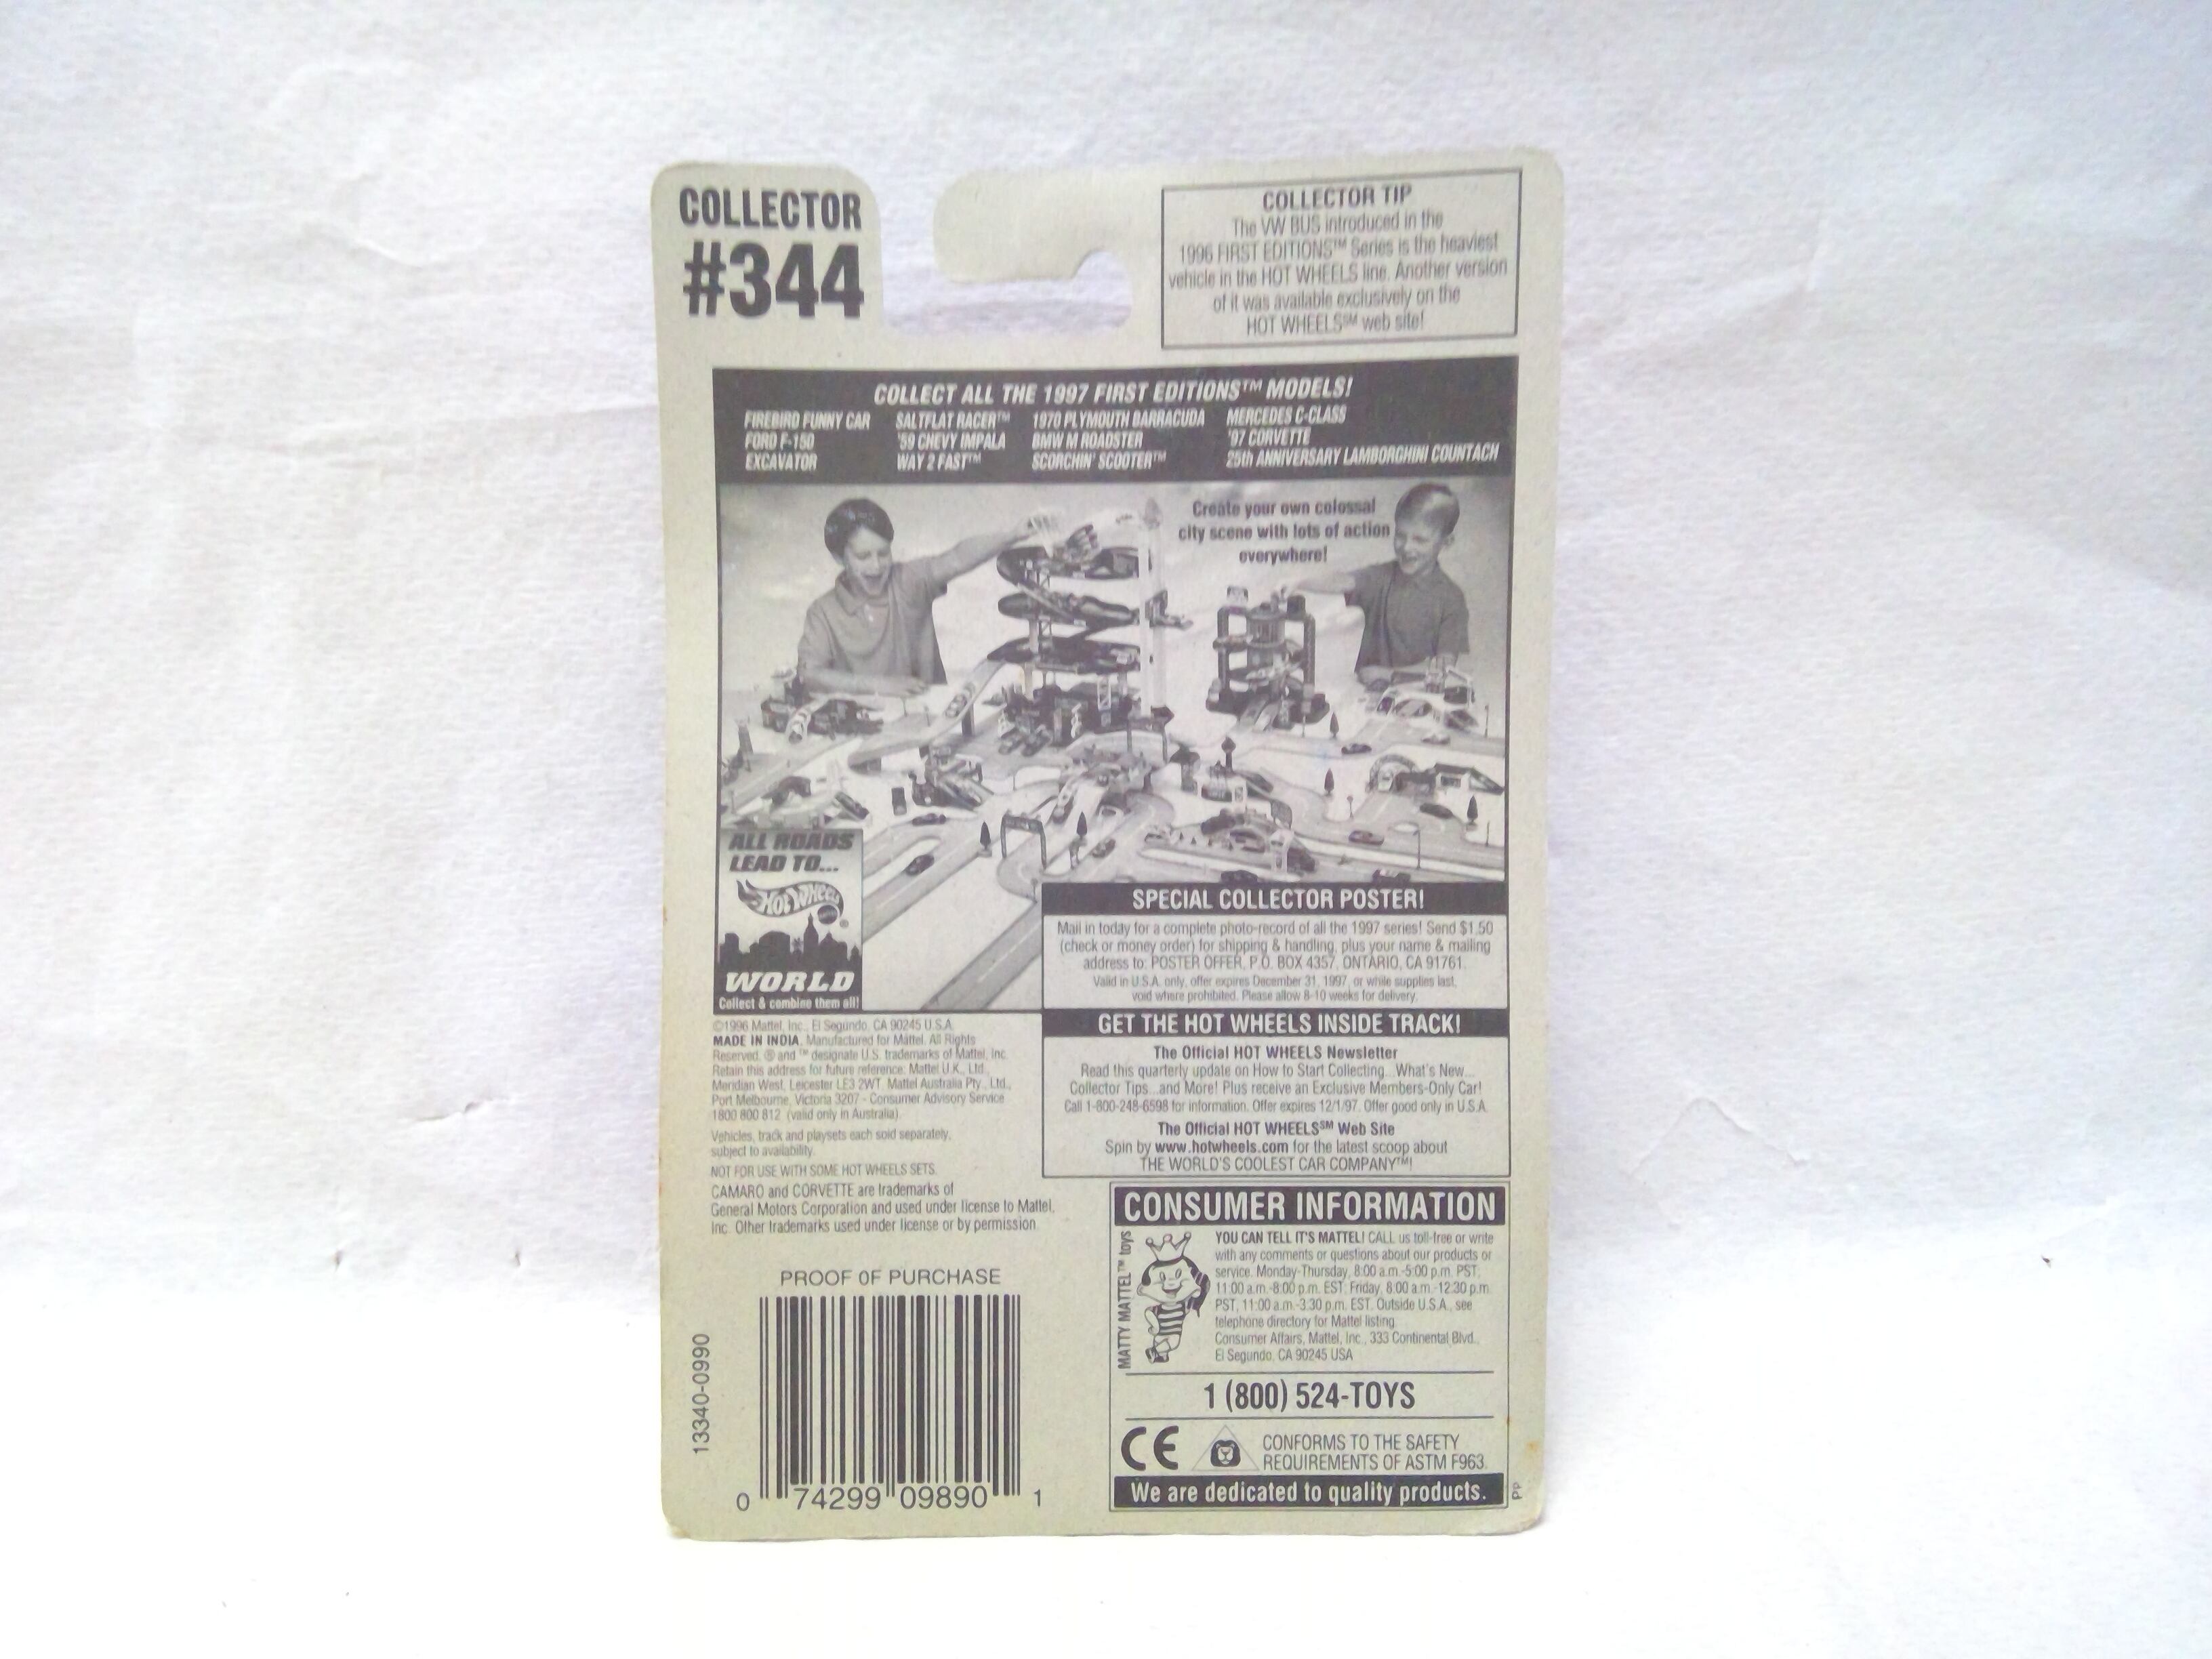 COLLECTOR
#344
COLLECTOR TIP
The VW BUS introduced in the
1996 FIRST EDITIONS™ Series is the heaviest
vehicle in the HOT WHEELS line. Another version
of it was available exclusively on the
HOT WHEELS℠ web site!
COLLECT ALL THE 1997 FIRST EDITIONS™ MODELS!
FIREBIRD FUNNY CAR SALTFLAT RACER™ 1970 PLYMOUTH BARRACUDA MERCEDES C-CLASS
FORD F-150 '59 CHEVY IMPALA BMW M ROADSTER '97 CORVETTE
EXCAVATOR WAY 2 FAST™ SCORCHIN' SCOOTER™ 25th ANNIVERSARY LAMBORGHINI COUNTACH
Create your own colossal
city scene with lots of action
everywhere!
ALL ROADS
LEAD TO...
Hot Wheels
WORLD
Collect & combine them all!
SPECIAL COLLECTOR POSTER!
Mail in today for a complete photo-record of all the 1997 series! Send $1.50
(check or money order) for shipping & handling, plus your name & mailing
address to: POSTER OFFER, P.O. BOX 4357, ONTARIO, CA 91761.
Valid in U.S.A. only, offer expires December 31, 1997, or while supplies last,
void where prohibited. Please allow 8-10 weeks for delivery.
GET THE HOT WHEELS INSIDE TRACK!
The Official HOT WHEELS Newsletter
Read this quarterly update on How to Start Collecting...What's New...
Collector Tips...and More! Plus receive an Exclusive Members-Only Car!
Call 1-800-248-6598 for information. Offer expires 12/1/97. Offer good only in U.S.A.
The Official HOT WHEELS℠ Web Site
Spin by www.hotwheels.com for the latest scoop about
THE WORLD'S COOLEST CAR COMPANY™!
©1996 Mattel, Inc., El Segundo, CA 90245 U.S.A.
MADE IN INDIA. Manufactured for Mattel. All Rights
Reserved. ® and ™ designate U.S. trademarks of Mattel, Inc.
Retain this address for future reference: Mattel U.K., Ltd.,
Meridian West, Leicester LE3 2WT. Mattel Australia Pty., Ltd.,
Port Melbourne, Victoria 3207 - Consumer Advisory Service
1800 800 812 (valid only in Australia).
Vehicles, track and playsets each sold separately,
subject to availability.
NOT FOR USE WITH SOME HOT WHEELS SETS.
CAMARO and CORVETTE are trademarks of
General Motors Corporation and used under license to Mattel,
Inc. Other trademarks used under license or by permission.
CONSUMER INFORMATION
MATTY MATTEL™ toys
YOU CAN TELL IT'S MATTEL! CALL us toll-free or write
with any comments or questions about our products or
service. Monday-Thursday, 8:00 a.m.-5:00 p.m. PST,
11:00 a.m.-8:00 p.m. EST; Friday, 8:00 a.m.-12:30 p.m.
PST, 11:00 a.m.-3:30 p.m. EST. Outside U.S.A., see
telephone directory for Mattel listing.
Consumer Affairs, Mattel, Inc., 333 Continental Blvd.,
El Segundo, CA 90245 USA
1 (800) 524-TOYS
CE
CONFORMS TO THE SAFETY
REQUIREMENTS OF ASTM F963.
We are dedicated to quality products.
PP
PROOF OF PURCHASE
13340-0990
0 74299 09890 1